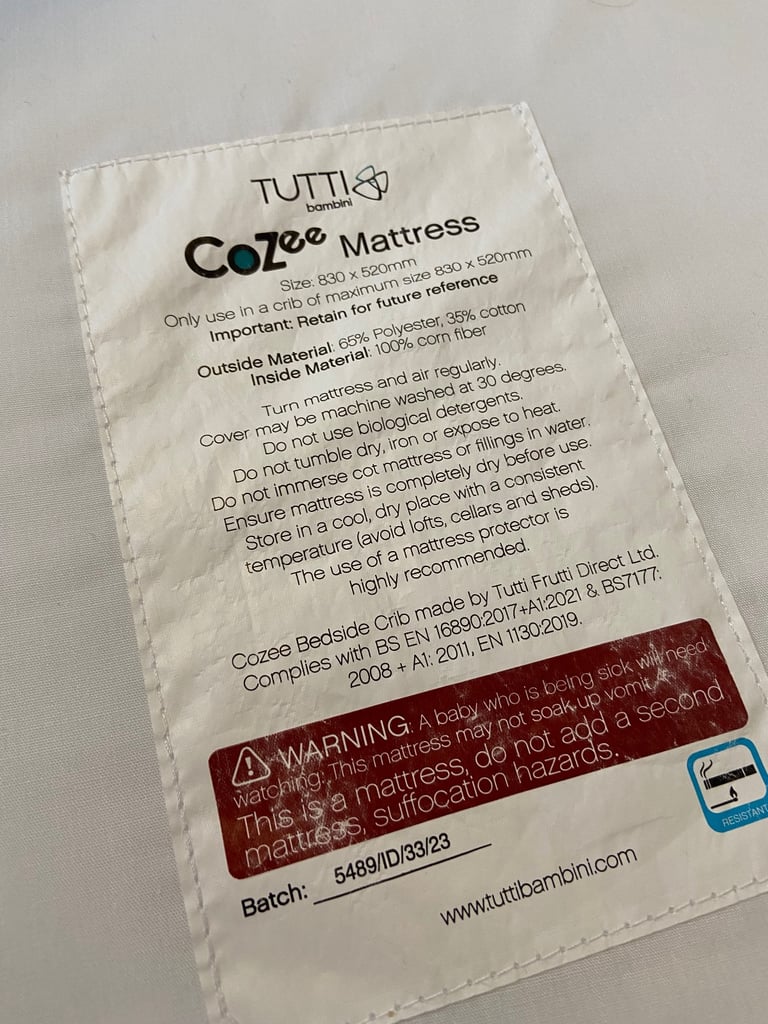 TUTTI
bambini
CoZee Mattress
Size: 830 x 520mm
Only use in a crib of maximum size 830 x 520mm
Important: Retain for future reference
Outside Material: 65% Polyester, 35% cotton
Inside Material: 100% corn fiber
Turn mattress and air regularly.
Cover may be machine washed at 30 degrees.
Do not use biological detergents.
Do not tumble dry, iron or expose to heat.
Do not immerse cot mattress or fillings in water.
Ensure mattress is completely dry before use.
Store in a cool, dry place with a consistent
temperature (avoid lofts, cellars and sheds).
The use of a mattress protector is
highly recommended.
Cozee Bedside Crib made by Tutti Frutti Direct Ltd.
Complies with BS EN 16890:2017+A1:2021 & BS7177:
2008 + A1: 2011, EN 1130:2019.
WARNING: A baby who is being sick will need
watching: This mattress may not soak up vomit.
This is a mattress, do not add a second
mattress, suffocation hazards.
RESISTANT
Batch: 5489/ID/33/23
www.tuttibambini.com